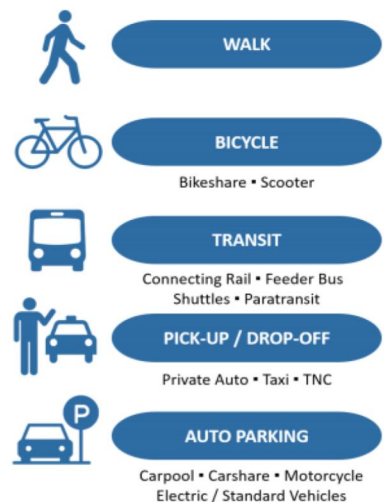 WALK
BICYCLE
Bikeshare ▪ Scooter
TRANSIT
Connecting Rail ▪ Feeder Bus
Shuttles ▪ Paratransit
PICK-UP / DROP-OFF
Private Auto ▪ Taxi ▪ TNC
P
AUTO PARKING
Carpool ▪ Carshare ▪ Motorcycle
Electric / Standard Vehicles